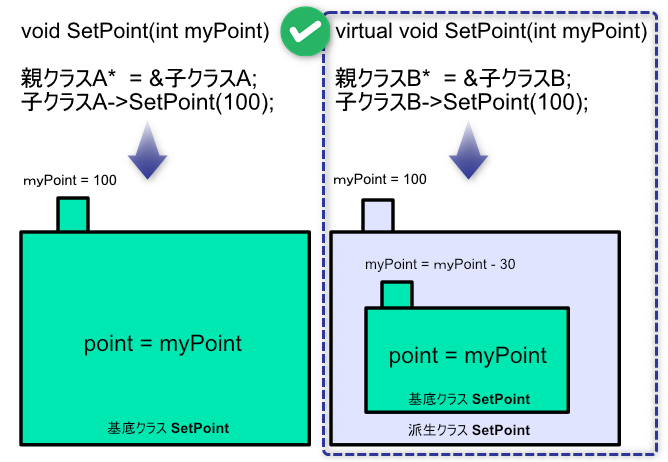 void SetPoint(int myPoint)
親クラスA* = &子クラスA;
子クラスA->SetPoint(100);
myPoint = 100
point = myPoint
基底クラス SetPoint
virtual void SetPoint(int myPoint)
親クラスB* = &子クラスB;
子クラスB->SetPoint(100);
myPoint = 100
myPoint = myPoint - 30
point = myPoint
基底クラス SetPoint
派生クラス SetPoint